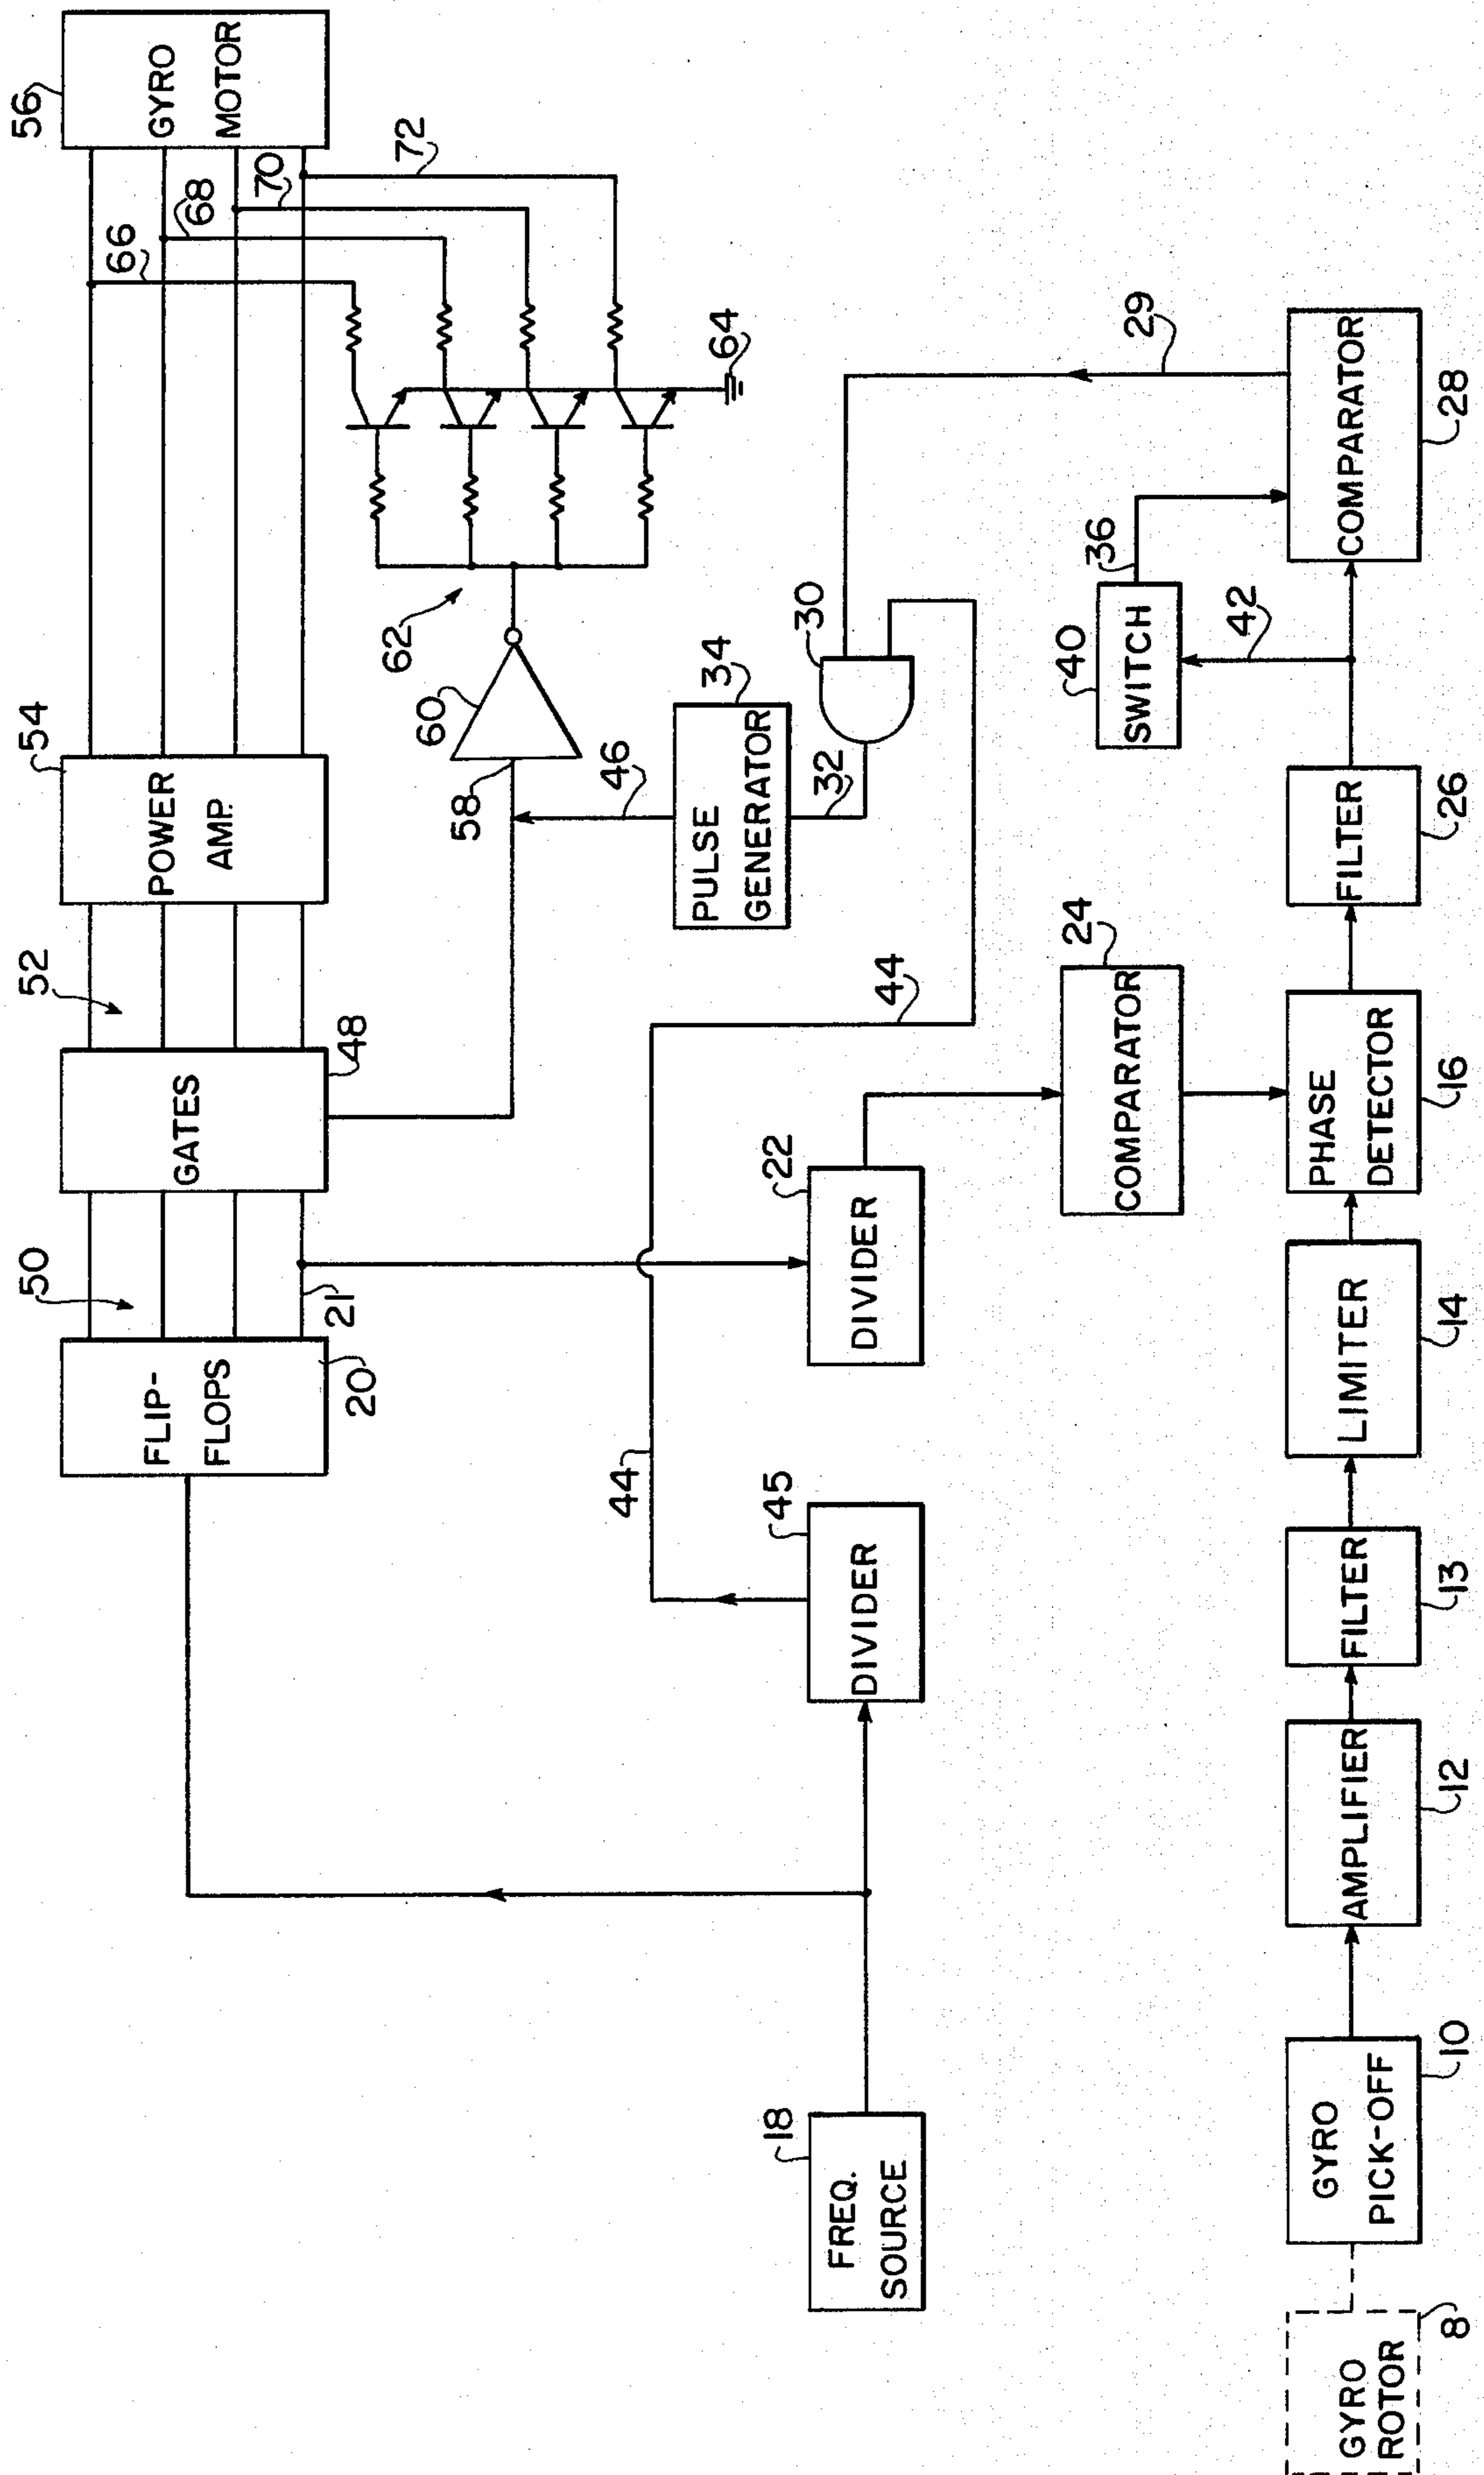 50
52
54
56
FLIP-
FLOPS
20
21
GATES
48
POWER
AMP.
GYRO
MOTOR
66
68
70
72
44
58
60
62
64
46
PULSE
GENERATOR
34
32
30
29
18
FREQ.
SOURCE
45
DIVIDER
22
DIVIDER
44
24
COMPARATOR
40
SWITCH
36
42
GYRO
ROTOR
8
GYRO
PICK-OFF
10
AMPLIFIER
12
FILTER
13
LIMITER
14
PHASE
DETECTOR
16
FILTER
26
COMPARATOR
28